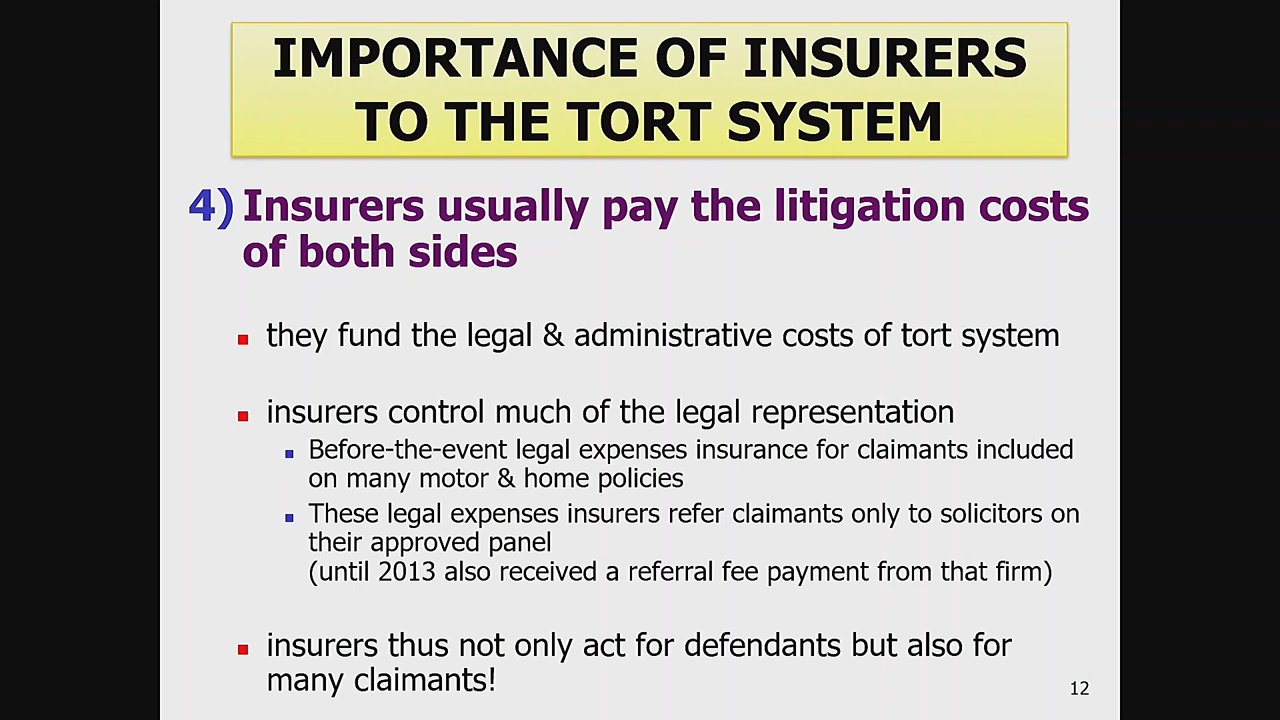 IMPORTANCE OF INSURERS
TO THE TORT SYSTEM
4) Insurers usually pay the litigation costs
of both sides
they fund the legal & administrative costs of tort system
insurers control much of the legal representation
Before-the-event legal expenses insurance for claimants included
on many motor & home policies
These legal expenses insurers refer claimants only to solicitors on
their approved panel
(until 2013 also received a referral fee payment from that firm)
insurers thus not only act for defendants but also for
many claimants!
12